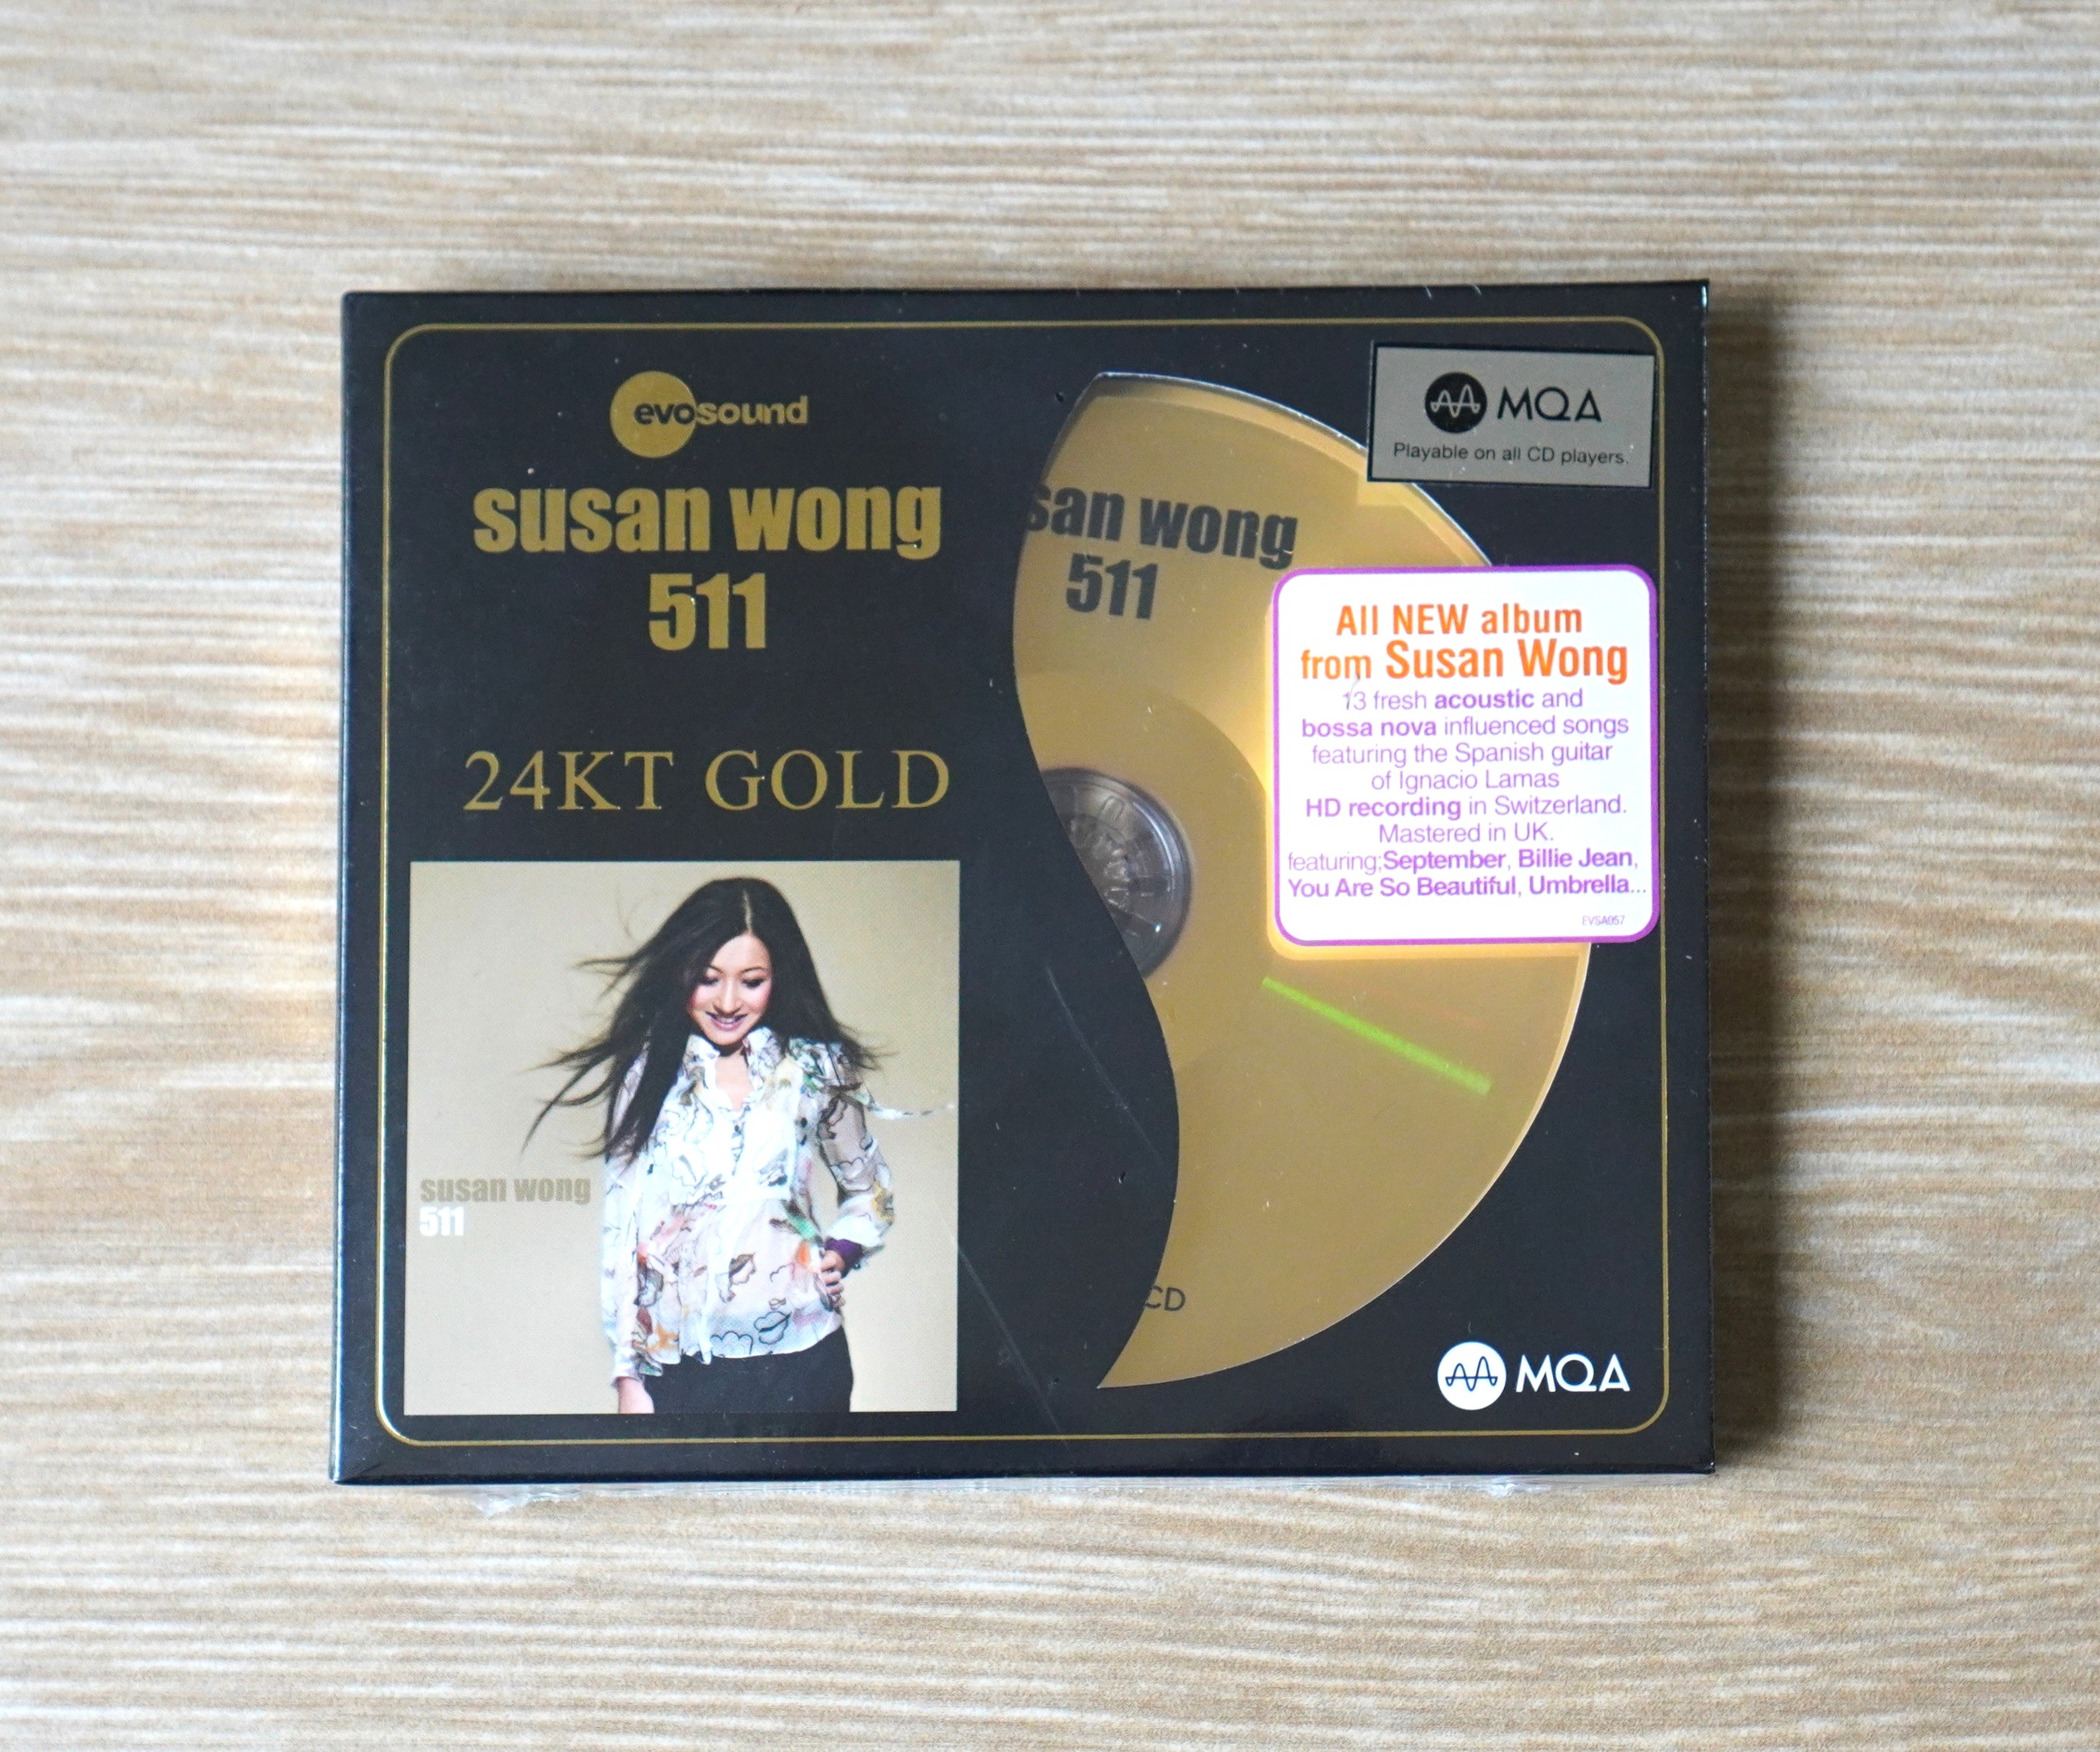 evosound
susan wong
511
24KT GOLD
susan wong
511
san wong
511
CD
MQA
Playable on all CD players.
All NEW album
from Susan Wong
13 fresh acoustic and
bossa nova influenced songs
featuring the Spanish guitar
of Ignacio Lamas
HD recording in Switzerland.
Mastered in UK.
featuring;September, Billie Jean,
You Are So Beautiful, Umbrella...
EVSA057
MQA